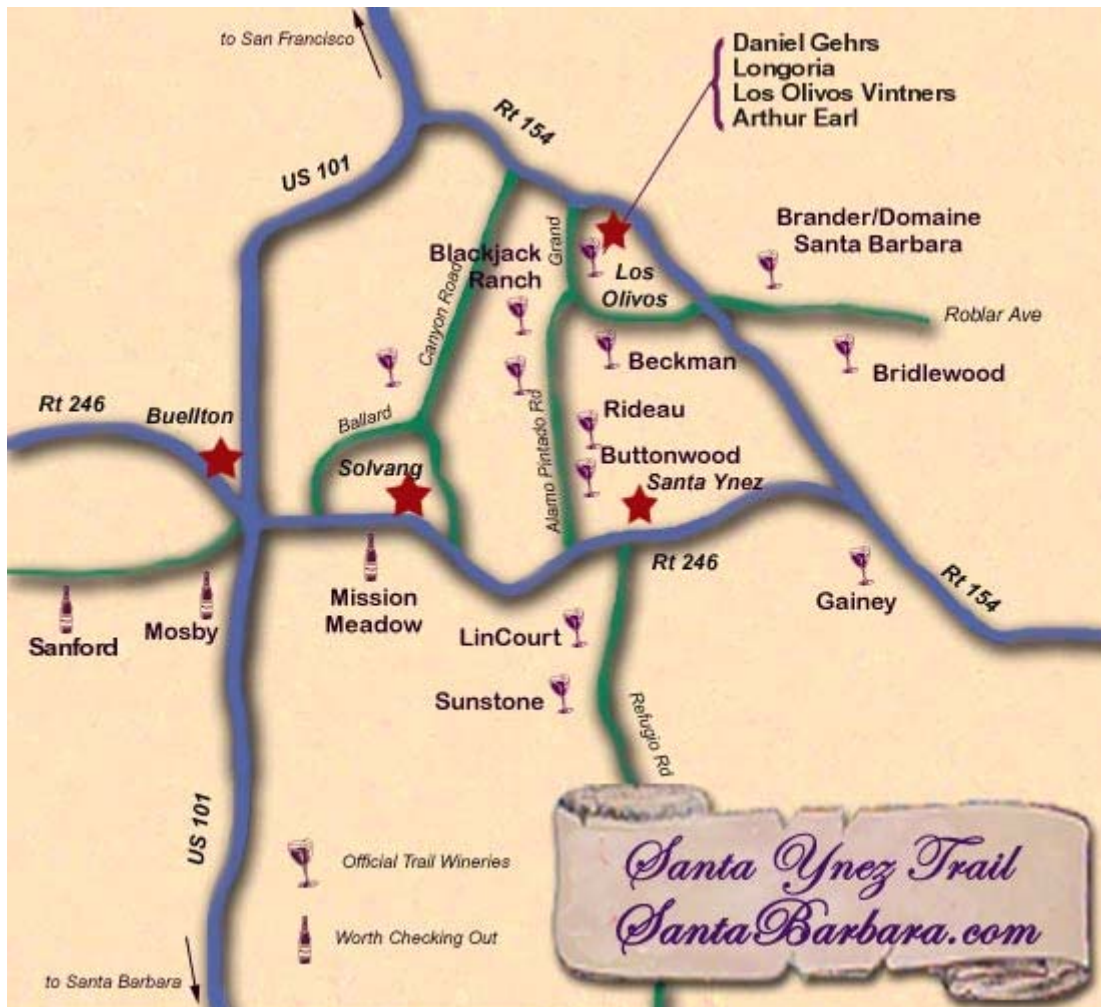 to San Francisco
Daniel Gehrs
Longoria
Los Olivos Vintners
Arthur Earl
Rt 154
US 101
Brander/Domaine
Santa Barbara
Blackjack
Ranch
Grand
Los
Olivos
Canyon Road
Roblar Ave
Beckman
Bridlewood
Rt 246
Buellton
Ballard
Rideau
Solvang
Alamo Pintado Rd
Buttonwood
Santa Ynez
Rt 246
Rt 154
Gainey
Mission
Meadow
Sanford
Mosby
LinCourt
Sunstone
Refugio Rd
US 101
Official Trail Wineries
Worth Checking Out
to Santa Barbara
Santa Ynez Trail
SantaBarbara.com